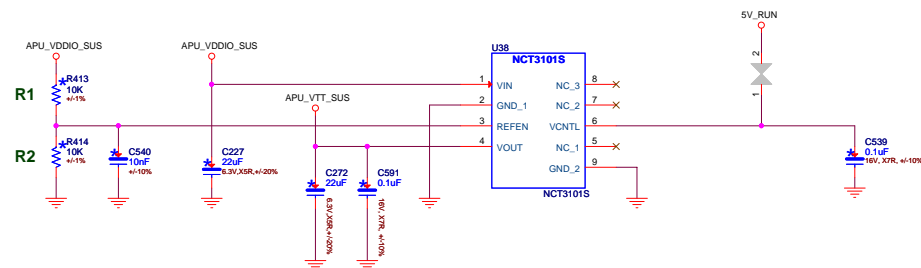 5V_RUN
APU_VDDIO_SUS
APU_VDDIO_SUS
U38
NCT3101S
2
1
R1
R413
10K
+/-1%
APU_VTT_SUS
1
VIN
NC_3
8
2
GND_1
NC_2
7
3
REFEN
VCNTL
6
4
VOUT
NC_1
5
GND_2
9
NCT3101S
R2
R414
10K
+/-1%
C540
10nF
+/-10%
C227
22uF
6.3V,X5R,+/-20%
C272
22uF
6.3V,X5R,+/-20%
C591
0.1uF
16V, X7R, +/-10%
C539
0.1uF
16V, X7R, +/-10%